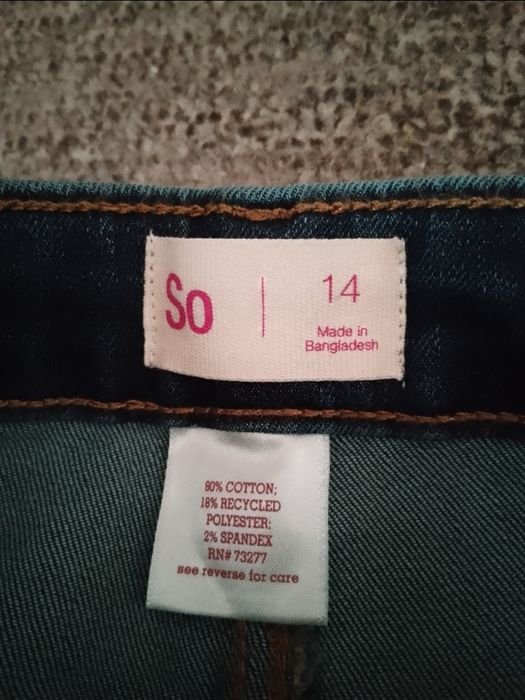 So
14
Made in
Bangladesh
80% COTTON;
18% RECYCLED
POLYESTER;
2% SPANDEX
RN# 73277
see reverse for care